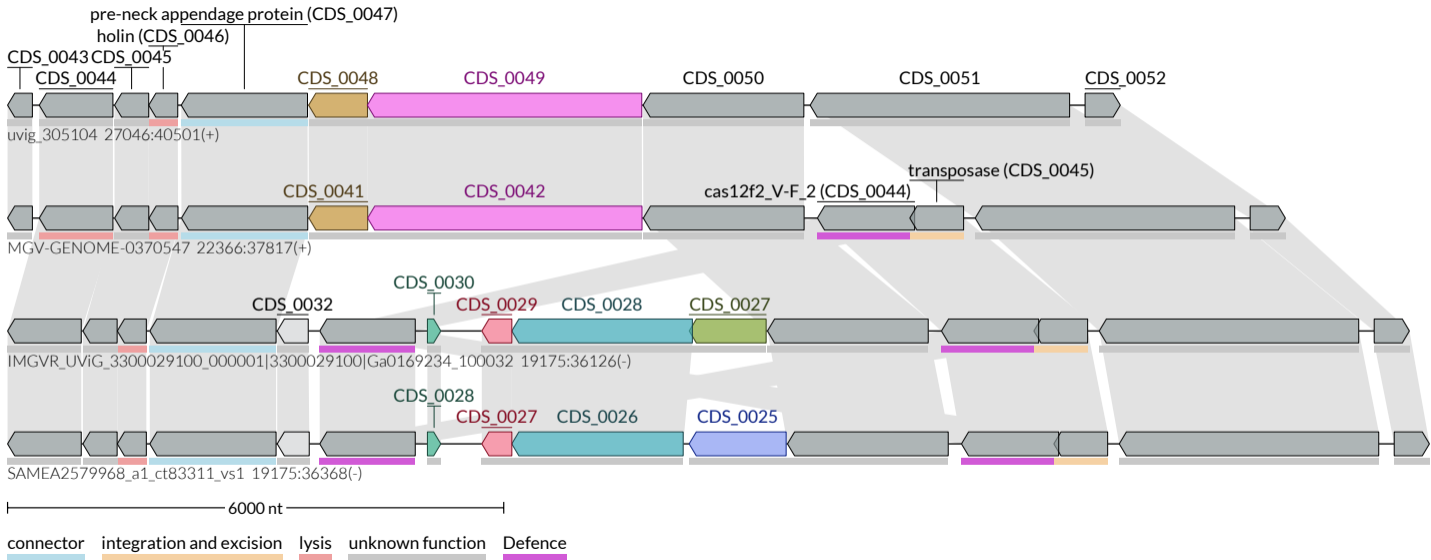 pre-neck appendage protein (CDS_0047)
holin (CDS_0046)
CDS_0043 CDS_0045
CDS_0044 CDS_0048 CDS_0049 CDS_0050 CDS_0051 CDS_0052
uvig_305104 27046:40501(+)
transposase (CDS_0045)
CDS_0041 CDS_0042 cas12f2_V-F_2 (CDS_0044)
MGV-GENOME-0370547 22366:37817(+)
CDS_0030
CDS_0032 CDS_0029 CDS_0028 CDS_0027
IMGVR_UViG_3300029100_000001|3300029100|Ga0169234_100032 19175:36126(-)
CDS_0028
CDS_0027 CDS_0026 CDS_0025
SAMEA2579968_a1_ct83311_vs1 19175:36368(-)
6000 nt
connector integration and excision lysis unknown function Defence